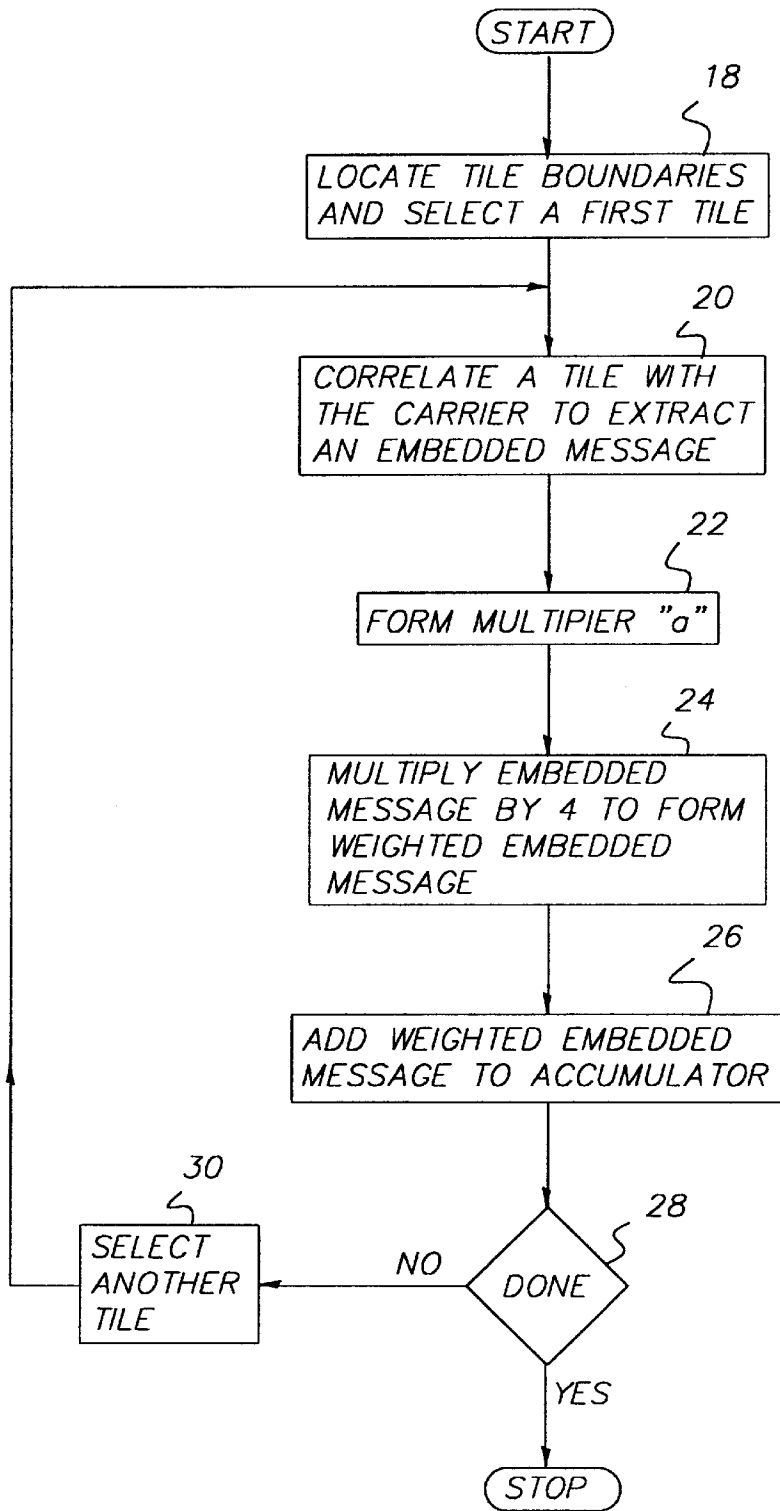 START
18
LOCATE TILE BOUNDARIES
AND SELECT A FIRST TILE
20
CORRELATE A TILE WITH
THE CARRIER TO EXTRACT
AN EMBEDDED MESSAGE
22
FORM MULTIPIER "a"
24
MULTIPLY EMBEDDED
MESSAGE BY 4 TO FORM
WEIGHTED EMBEDDED
MESSAGE
26
ADD WEIGHTED EMBEDDED
MESSAGE TO ACCUMULATOR
30
SELECT
ANOTHER
TILE
NO
28
DONE
YES
STOP